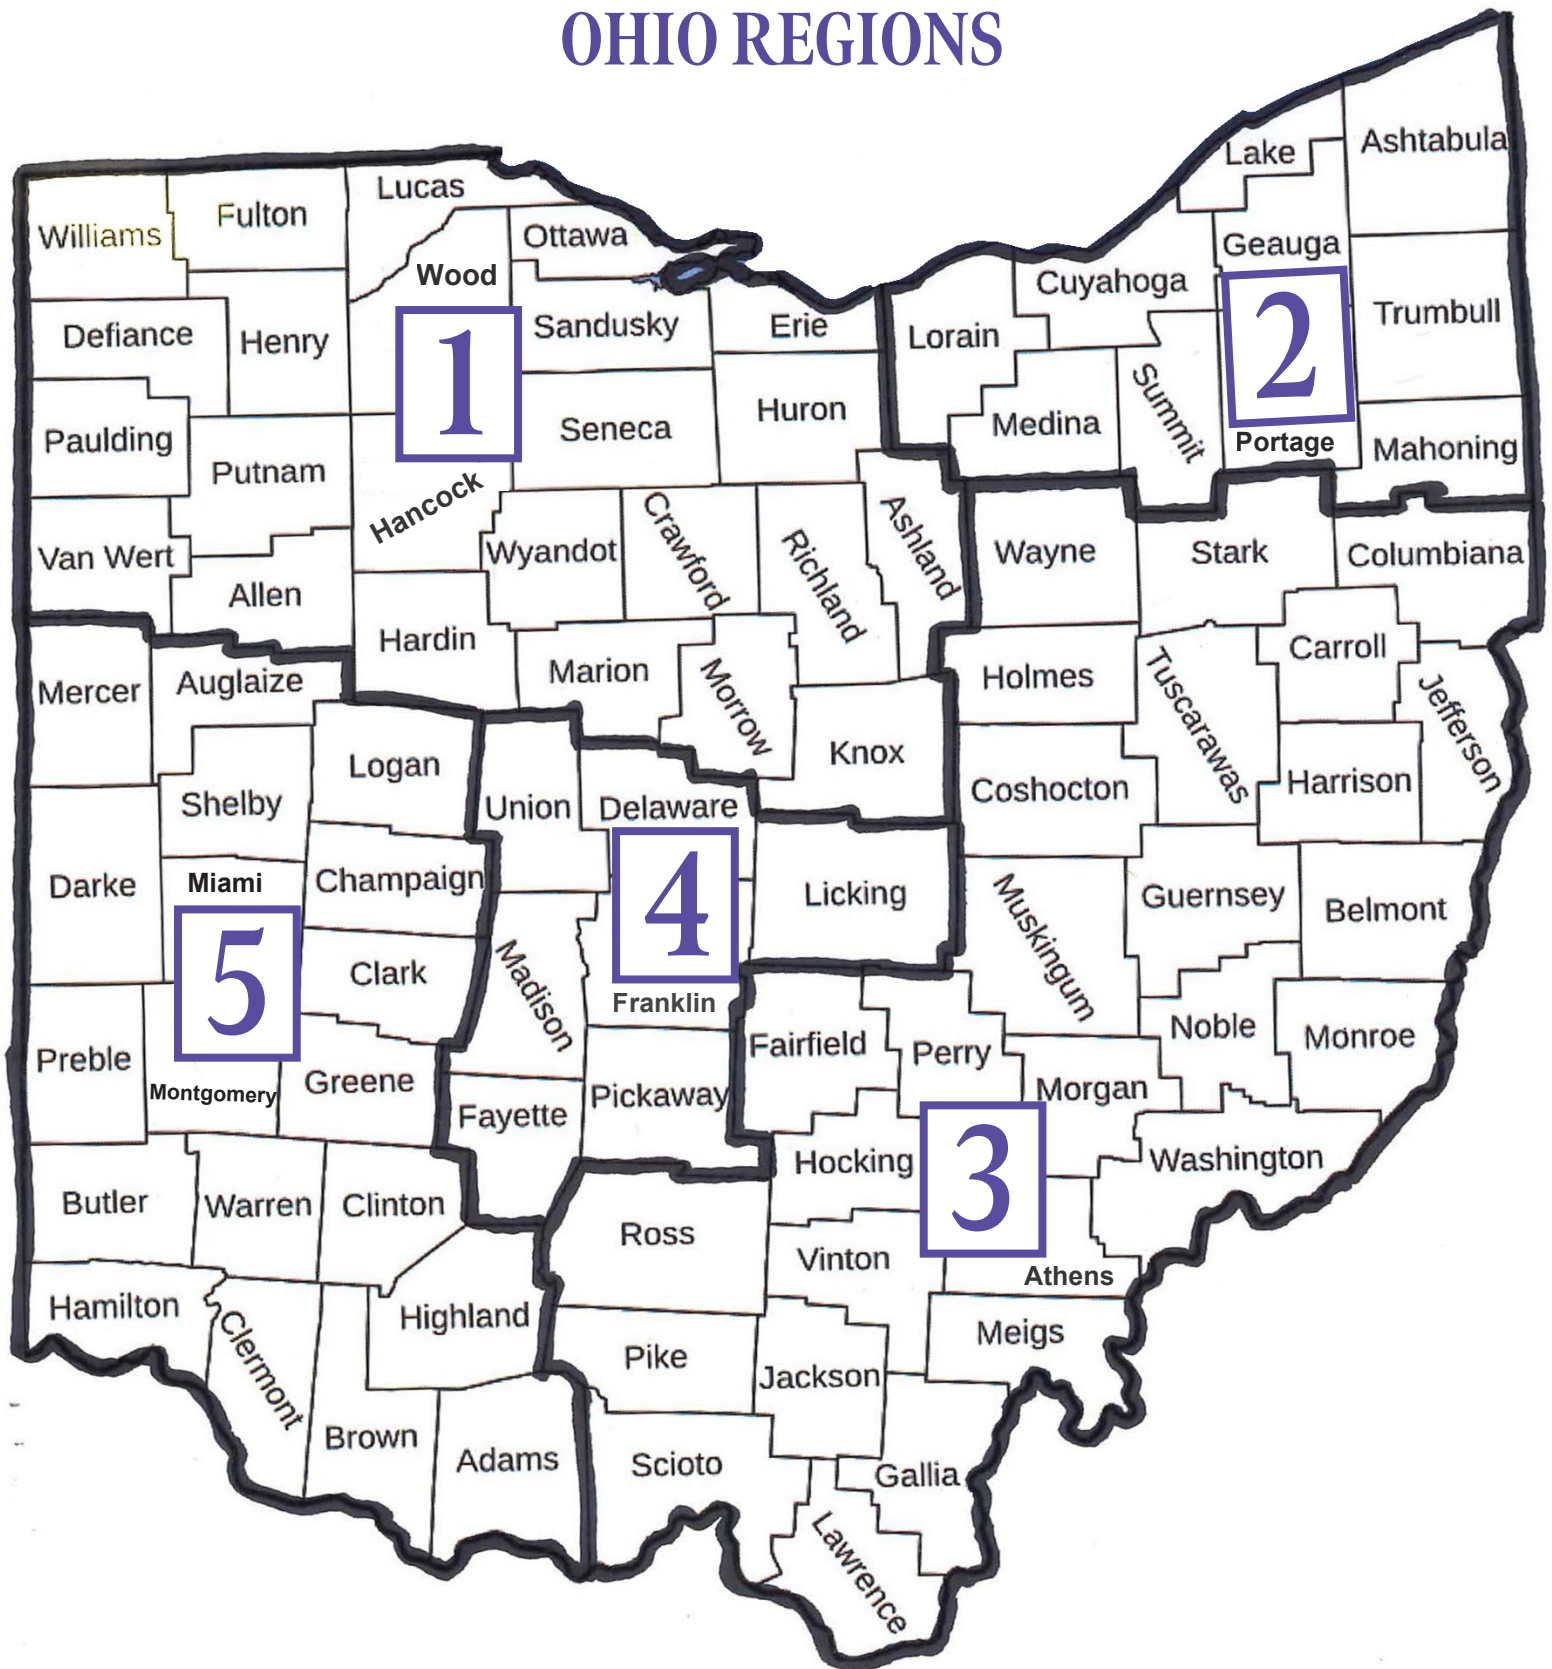 OHIO REGIONS
Lake
Ashtabula
Lucas
Williams
Fulton
Ottawa
Geauga
Wood
Cuyahoga
2
Trumbull
Defiance
Henry
1
Sandusky
Erie
Lorain
Paulding
Huron
Seneca
Medina
Summit
Portage
Mahoning
Putnam
Hancock
Van Wert
Wyandot
Crawford
Richland
Ashland
Wayne
Stark
Columbiana
Allen
Hardin
Marion
Morrow
Holmes
Tuscarawas
Carroll
Jefferson
Mercer
Auglaize
Logan
Knox
Coshocton
Harrison
Shelby
Union
Delaware
Darke
Miami
Champaign
4
Licking
Muskingum
Guernsey
Belmont
5
Clark
Madison
Franklin
Fairfield
Perry
Noble
Monroe
Preble
Montgomery
Greene
Fayette
Pickaway
Morgan
Hocking
3
Washington
Butler
Warren
Clinton
Ross
Vinton
Athens
Hamilton
Clermont
Highland
Pike
Jackson
Meigs
Brown
Adams
Scioto
Gallia
Lawrence